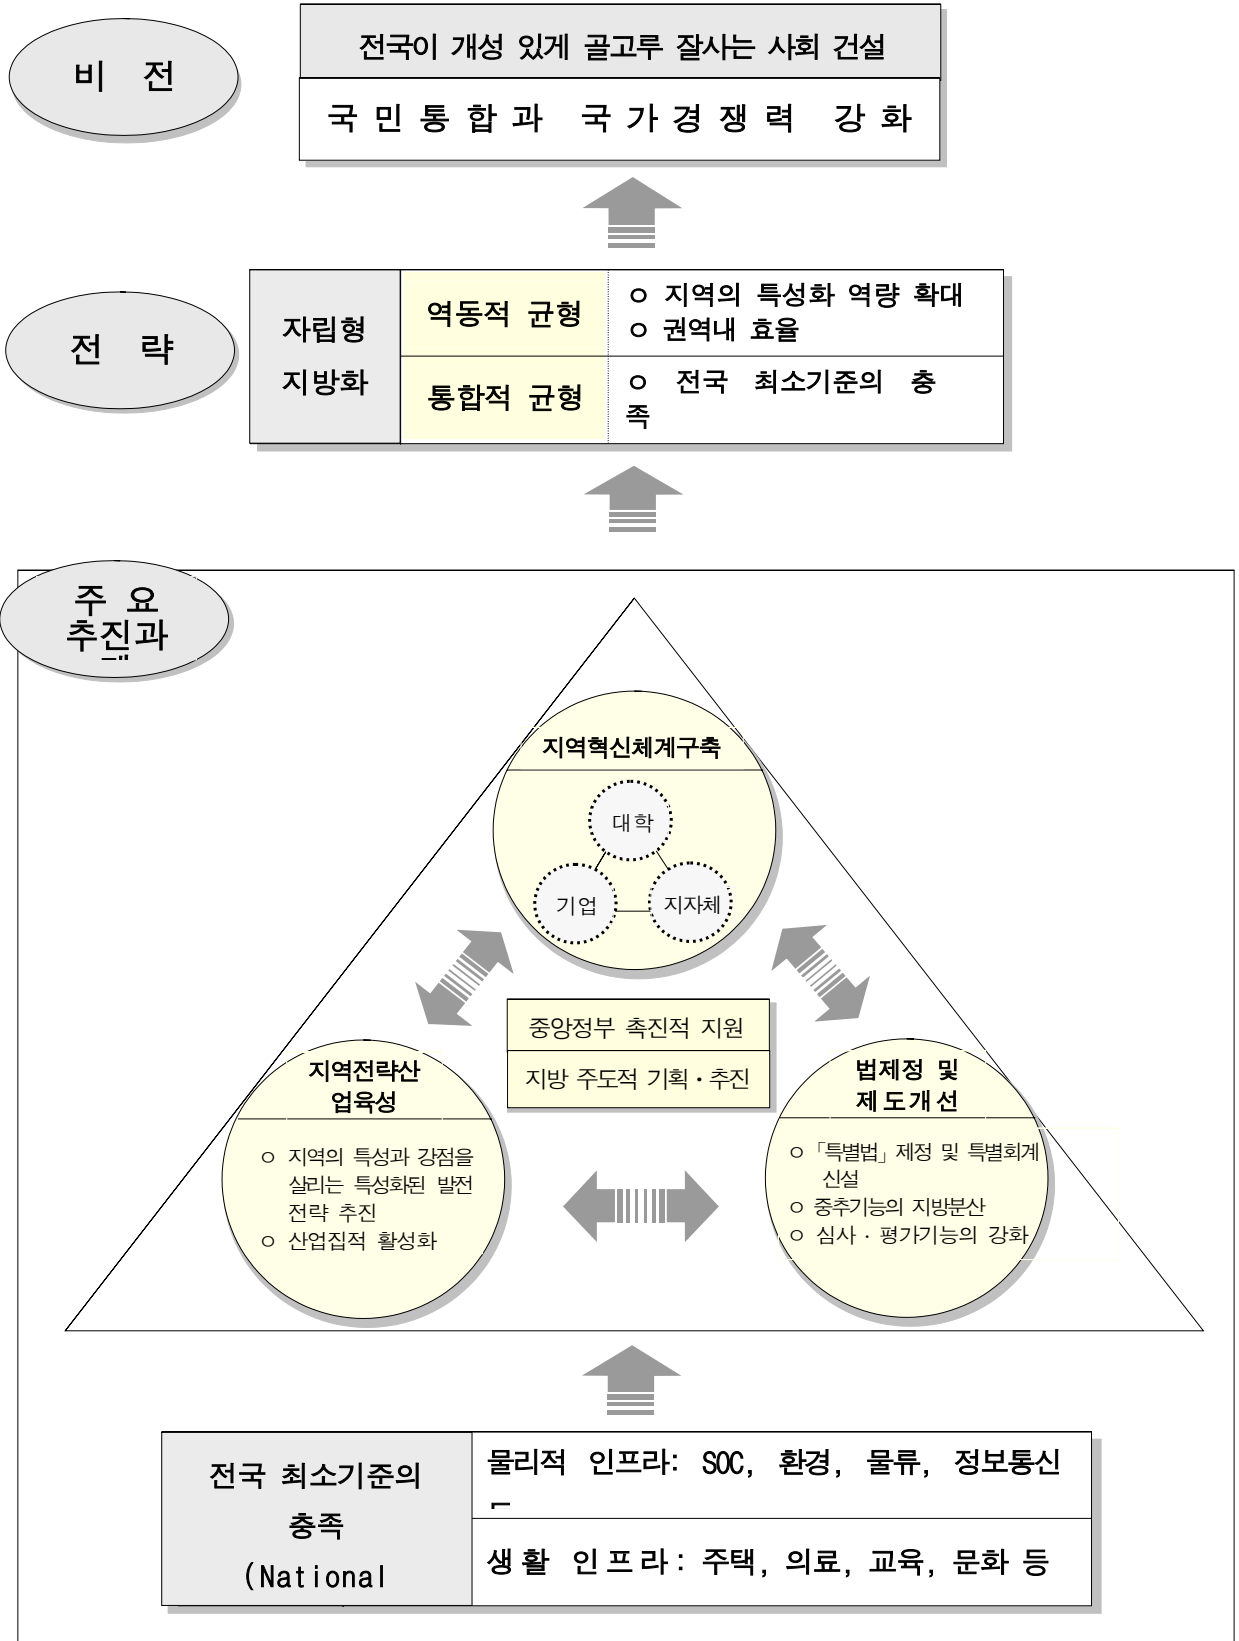 비 전
전국이 개성 있게 골고루 잘사는 사회 건설
국민통합과 국가경쟁력 강화
전 략
자립형
지방화
역동적 균형
ㅇ 지역의 특성화 역량 확대
ㅇ 권역내 효율
통합적 균형
ㅇ 전국 최소기준의 충
족
주 요
추진과
지역혁신체계구축
대학
기업
지자체
중앙정부 촉진적 지원
지방 주도적 기획·추진
지역전략산
업육성
ㅇ 지역의 특성과 강점을
살리는 특성화된 발전
전략 추진
ㅇ 산업집적 활성화
법제정 및
제도개선
ㅇ「특별법」제정 및 특별회계
신설
ㅇ 중추기능의 지방분산
ㅇ 심사·평가기능의 강화
전국 최소기준의
충족
(National
물리적 인프라: SOC, 환경, 물류, 정보통신
생활 인프라: 주택, 의료, 교육, 문화 등